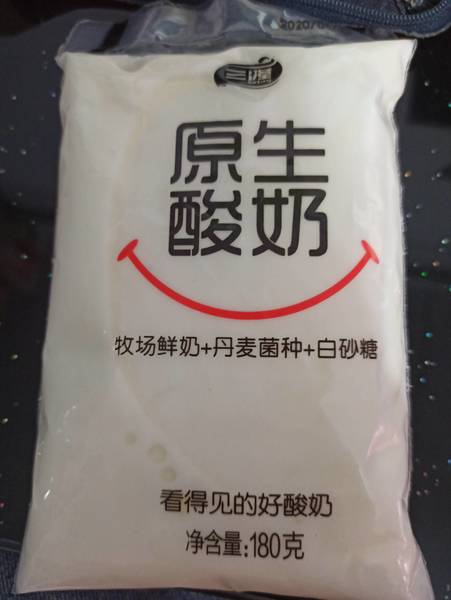 原生
酸奶
牧场鲜奶+丹麦菌种+白砂糖
看得见的好酸奶
净含量:180克